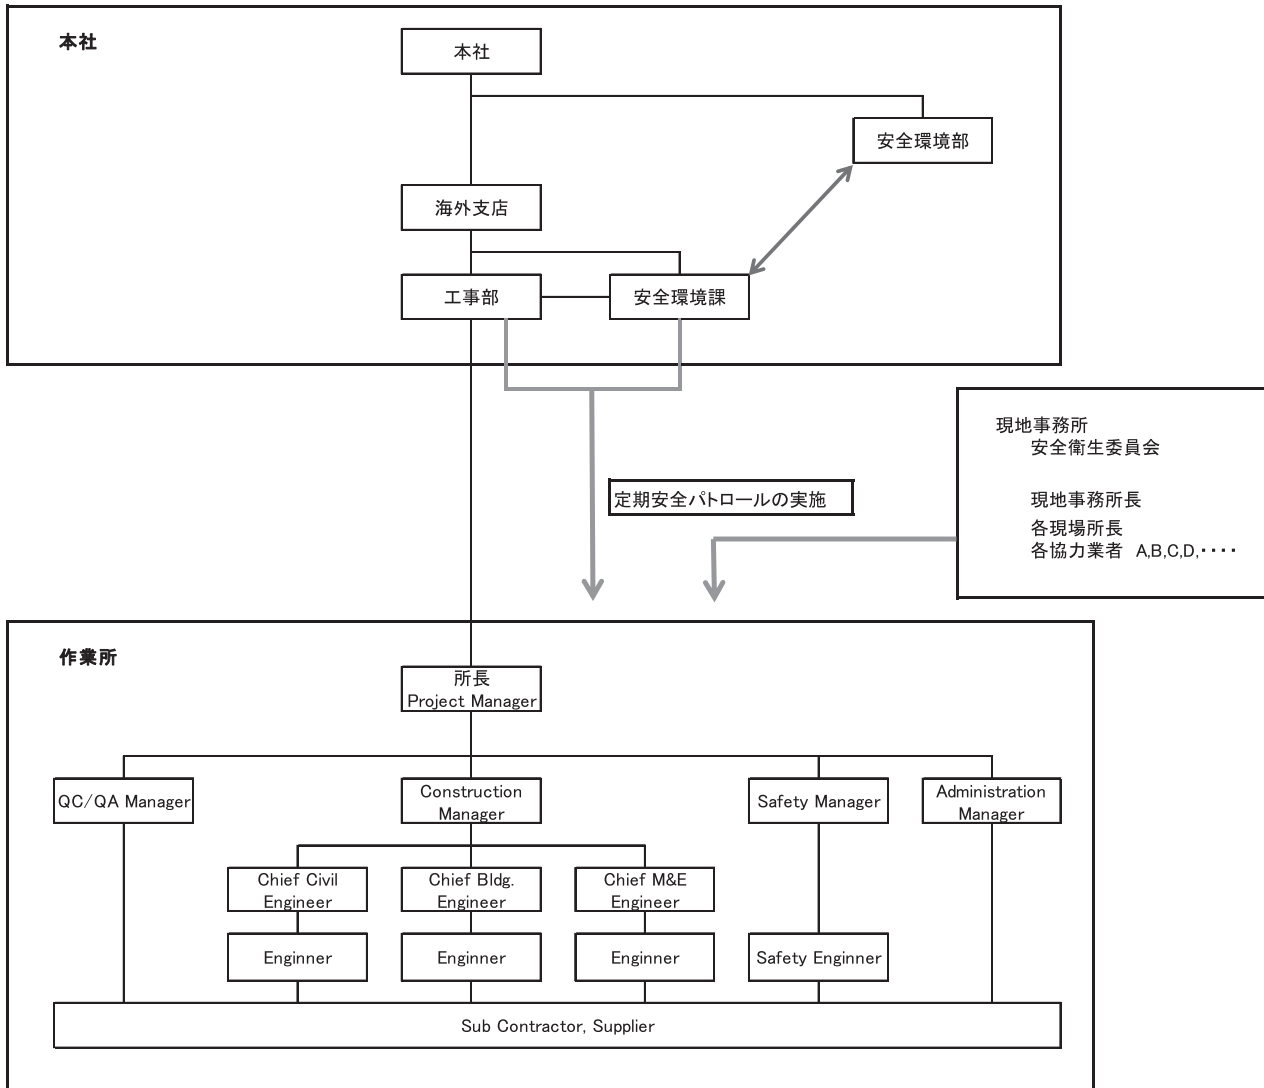 本社
本社
安全環境部
海外支店
工事部
安全環境課
現地事務所
安全衛生委員会
定期安全パトロールの実施
現地事務所長
各現場所長
各協力業者 A,B,C,D,・・・・
作業所
所長
Project Manager
QC/QA Manager
Construction
Manager
Safety Manager
Administration
Manager
Chief Civil
Engineer
Chief Bldg.
Engineer
Chief M&E
Engineer
Enginner
Enginner
Enginner
Safety Enginner
Sub Contractor, Supplier